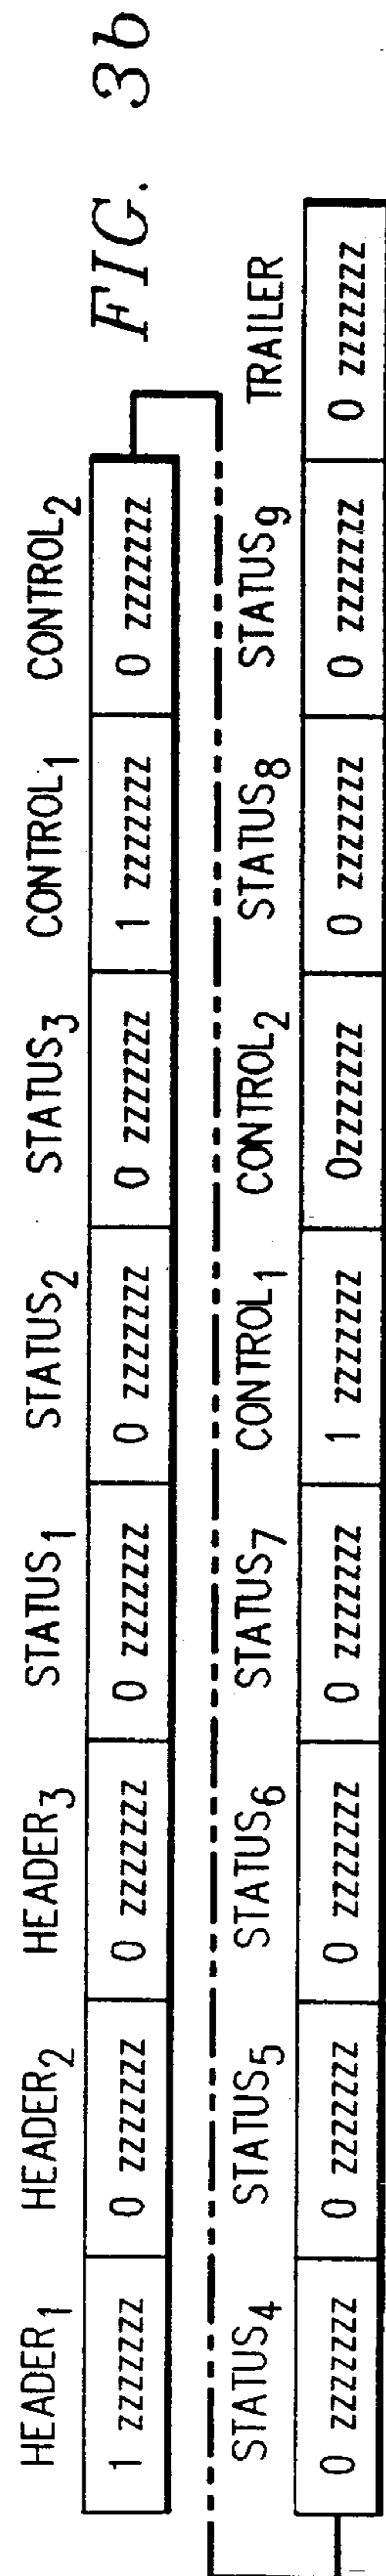 FIG. 3b
HEADER1 HEADER2 HEADER3 STATUS1 STATUS2 STATUS3 CONTROL1 CONTROL2
1 zzzzzzz 0 zzzzzzz 0 zzzzzzz 0 zzzzzzz 0 zzzzzzz 0 zzzzzzz 1 zzzzzzz 0 zzzzzzz
STATUS4 STATUS5 STATUS6 STATUS7 CONTROL1 CONTROL2 STATUS8 STATUS9 TRAILER
0 zzzzzzz 0 zzzzzzz 0 zzzzzzz 0 zzzzzzz 1 zzzzzzz 0zzzzzzz 0 zzzzzzz 0 zzzzzzz 0 zzzzzzz